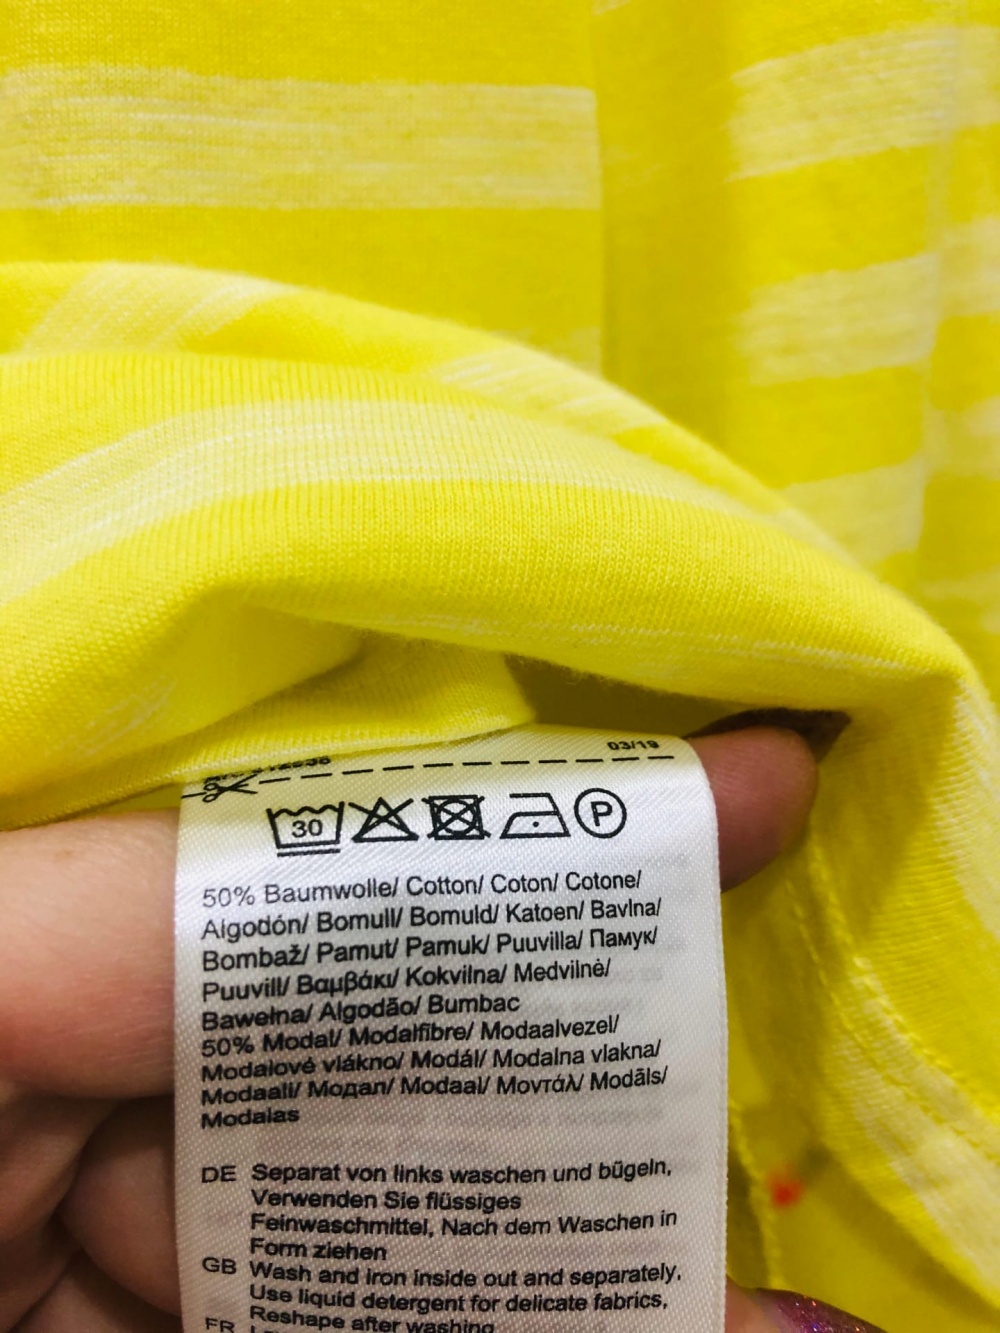 03/19
30
P
50% Baumwolle/ Cotton/ Coton/ Cotone/
Algodón/ Bomull/ Bomuld/ Katoen/ Bavlna/
Bombaž/ Pamut/ Pamuk/ Puuvilla/ Памук/
Puuvill/ Βαμβάκι/ Kokvilna/ Medvilnė/
Bawełna/ Algodão/ Bumbac
50% Modal/ Modalfibre/ Modaalvezel/
Modalové vlákno/ Modál/ Modalna vlakna/
Modaali/ Модал/ Modaal/ Μοντάλ/ Modāls/
Modalas
DE Separat von links waschen und bügeln,
Verwenden Sie flüssiges
Feinwaschmittel, Nach dem Waschen in
Form ziehen
GB Wash and iron inside out and separately.
Use liquid detergent for delicate fabrics,
Reshape after washing
FR